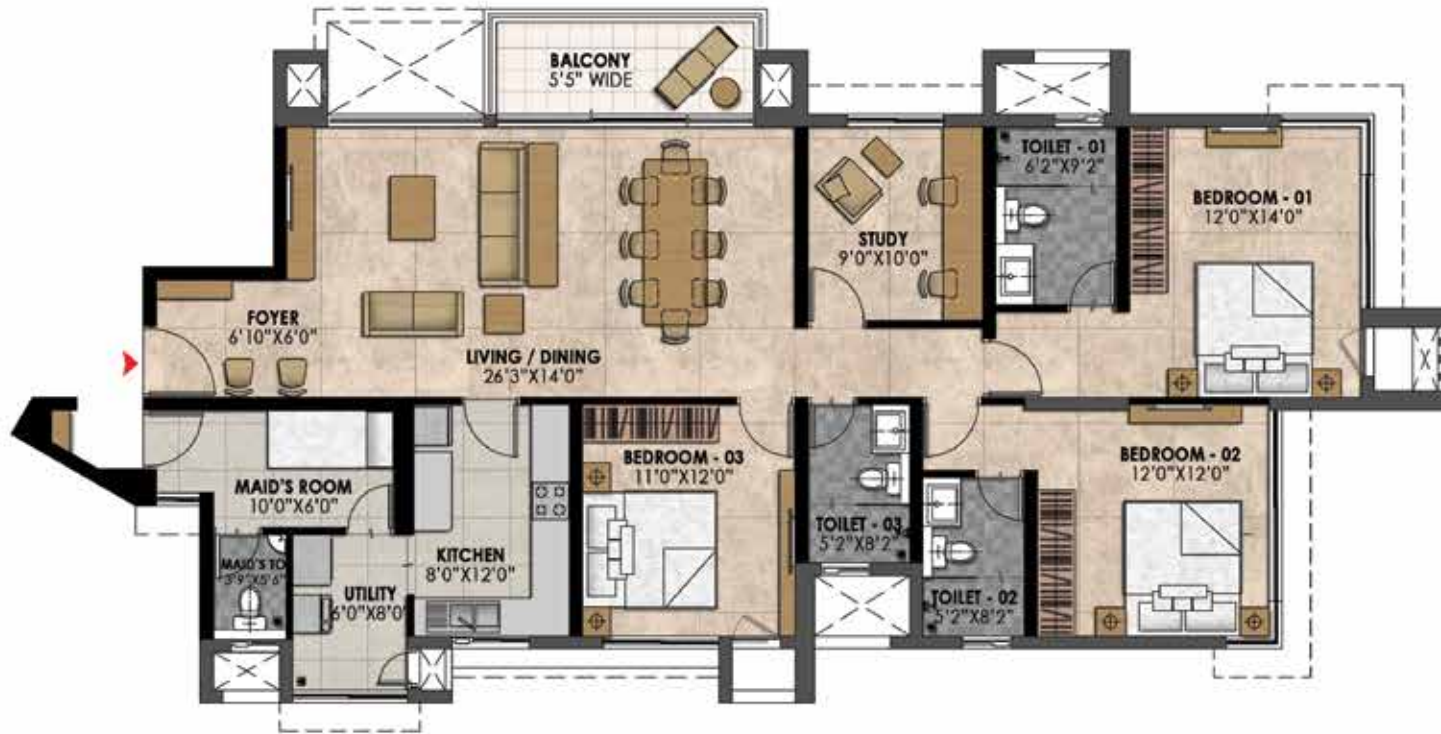 BALCONY
5'5" WIDE
TOILET - 01
6'2"X9'2"
BEDROOM - 01
12'0"X14'0"
STUDY
9'0"X10'0"
FOYER
6'10"X6'0"
LIVING / DINING
26'3"X14'0"
BEDROOM - 03
11'0"X12'0"
BEDROOM - 02
12'0"X12'0"
MAID'S ROOM
10'0"X6'0"
TOILET - 03
5'2"X8'2"
KITCHEN
8'0"X12'0"
MAID'S TO
3'9"X5'6"
UTILITY
6'0"X8'0
TOILET - 02
5'2"X8'2"